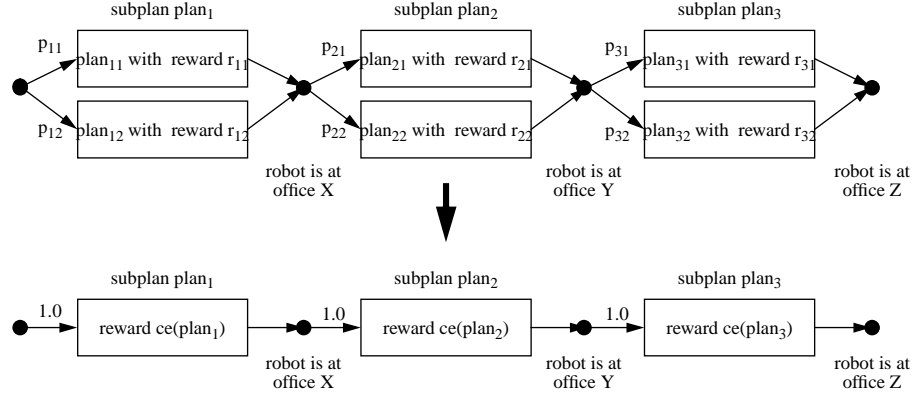 subplan plan₁ subplan plan₂ subplan plan₃
p₁₁ p₂₁ p₃₁
plan₁₁ with reward r₁₁ plan₂₁ with reward r₂₁ plan₃₁ with reward r₃₁
plan₁₂ with reward r₁₂ plan₂₂ with reward r₂₂ plan₃₂ with reward r₃₂
p₁₂ p₂₂ p₃₂
robot is at robot is at robot is at
office X office Y office Z
subplan plan₁ subplan plan₂ subplan plan₃
1.0 1.0 1.0
reward ce(plan₁) reward ce(plan₂) reward ce(plan₃)
robot is at robot is at robot is at
office X office Y office Z